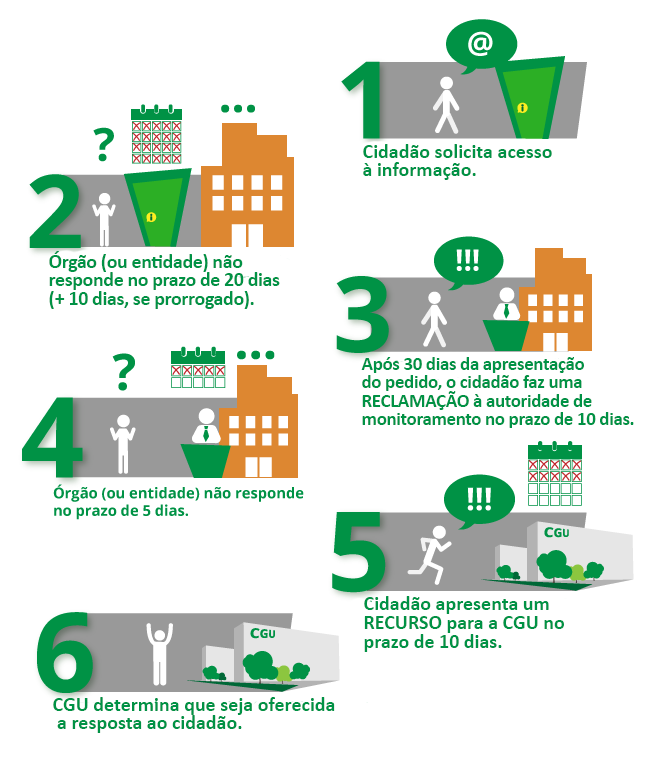 @
1
i
Cidadão solicita acesso
à informação.
?
2
i
Órgão (ou entidade) não
responde no prazo de 20 dias
(+ 10 dias, se prorrogado).
!!!
3
Após 30 dias da apresentação
do pedido, o cidadão faz uma
RECLAMAÇÃO à autoridade de
monitoramento no prazo de 10 dias.
?
4
Órgão (ou entidade) não responde
no prazo de 5 dias.
!!!
5
CGU
Cidadão apresenta um
RECURSO para a CGU no
prazo de 10 dias.
6
CGU
CGU determina que seja oferecida
a resposta ao cidadão.